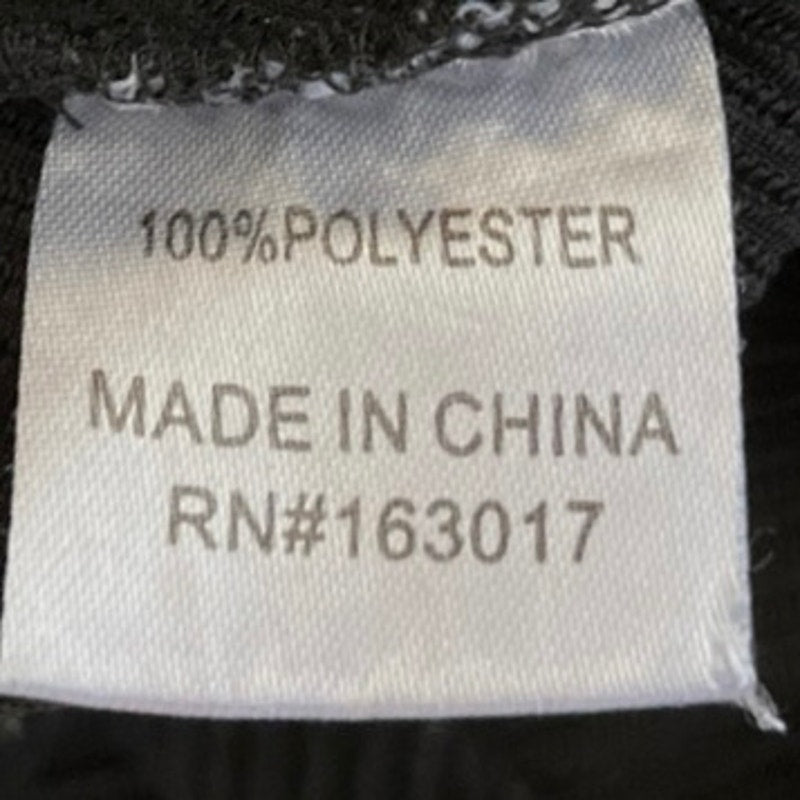 100%POLYESTER
MADE IN CHINA
RN#163017